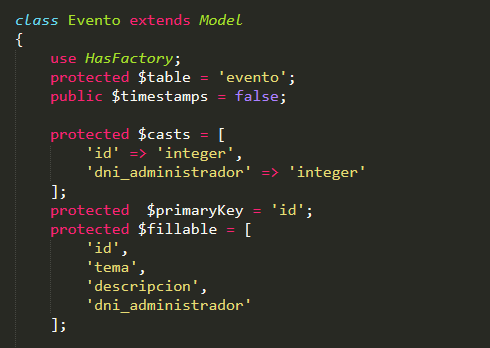 class Evento extends Model
{
    use HasFactory;
    protected $table = 'evento';
    public $timestamps = false;

    protected $casts = [
        'id' => 'integer',
        'dni_administrador' => 'integer'
    ];
    protected  $primaryKey = 'id';
    protected $fillable = [
        'id',
        'tema',
        'descripcion',
        'dni_administrador'
    ];